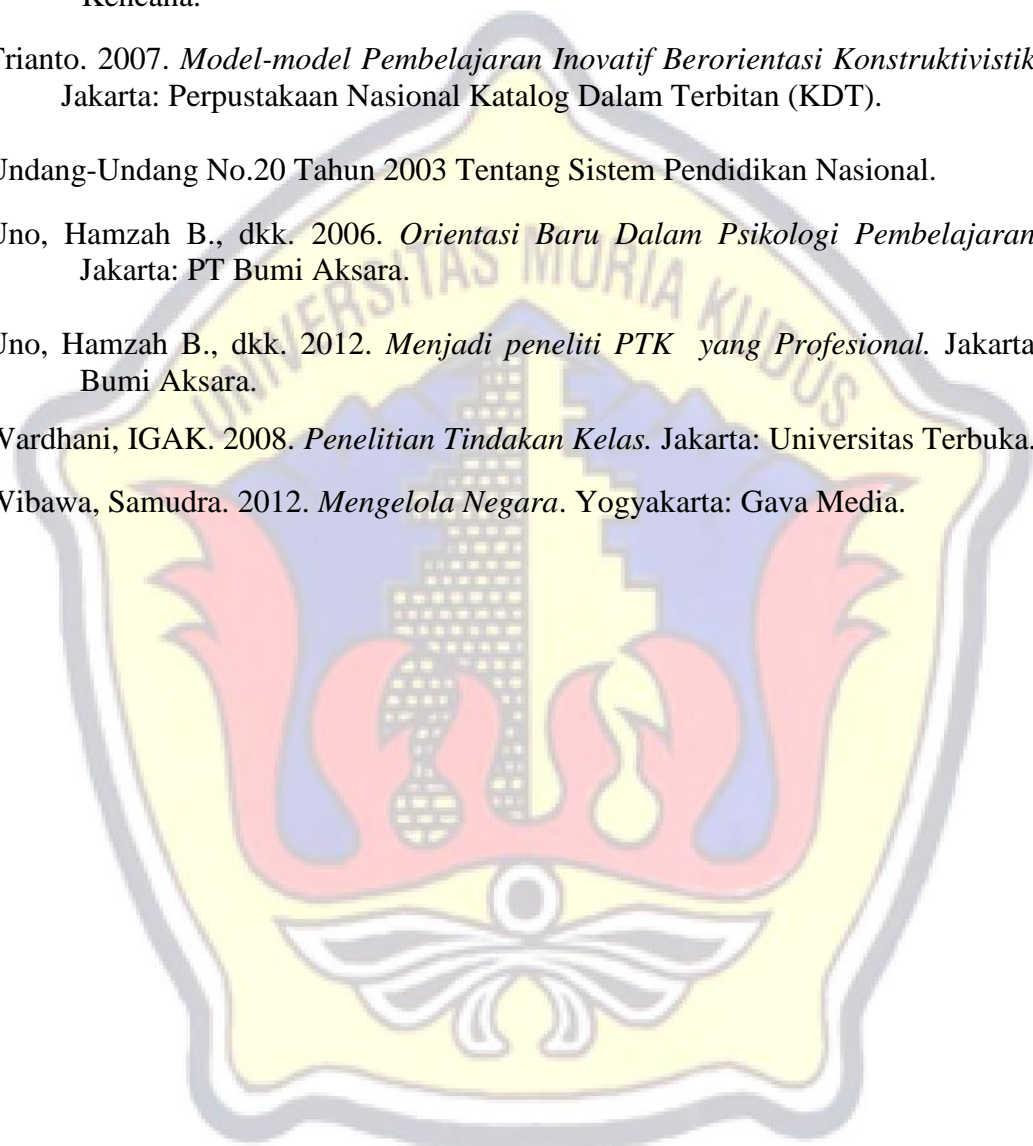 Kencana.
Trianto. 2007. Model-model Pembelajaran Inovatif Berorientasi Konstruktivistik
Jakarta: Perpustakaan Nasional Katalog Dalam Terbitan (KDT).
Undang-Undang No.20 Tahun 2003 Tentang Sistem Pendidikan Nasional.
Uno, Hamzah B., dkk. 2006. Orientasi Baru Dalam Psikologi Pembelajaran
Jakarta: PT Bumi Aksara.
Uno, Hamzah B., dkk. 2012. Menjadi peneliti PTK yang Profesional. Jakarta
Bumi Aksara.
Wardhani, IGAK. 2008. Penelitian Tindakan Kelas. Jakarta: Universitas Terbuka.
Wibawa, Samudra. 2012. Mengelola Negara. Yogyakarta: Gava Media.
UNIVERSITAS MURIA KUDUS